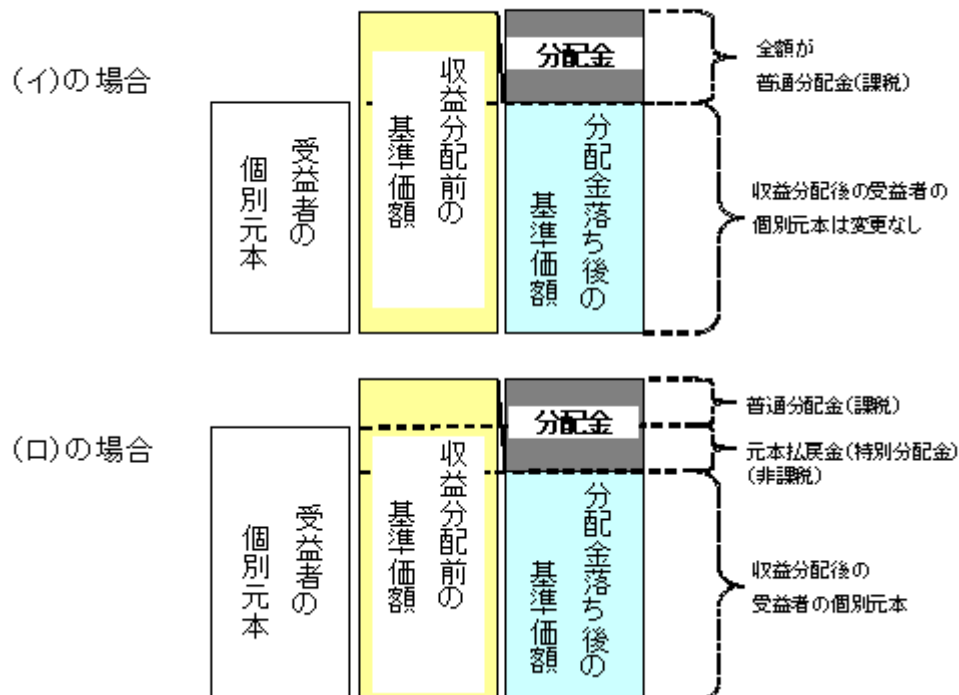 (イ)の場合
受益者の
個別元本
収益分配前の
基準価額
分配金
分配金落ち後の
基準価額
全額が
普通分配金(課税)
収益分配後の受益者の
個別元本は変更なし
(ロ)の場合
受益者の
個別元本
収益分配前の
基準価額
分配金
分配金落ち後の
基準価額
普通分配金(課税)
元本払戻金(特別分配金)
(非課税)
収益分配後の
受益者の個別元本